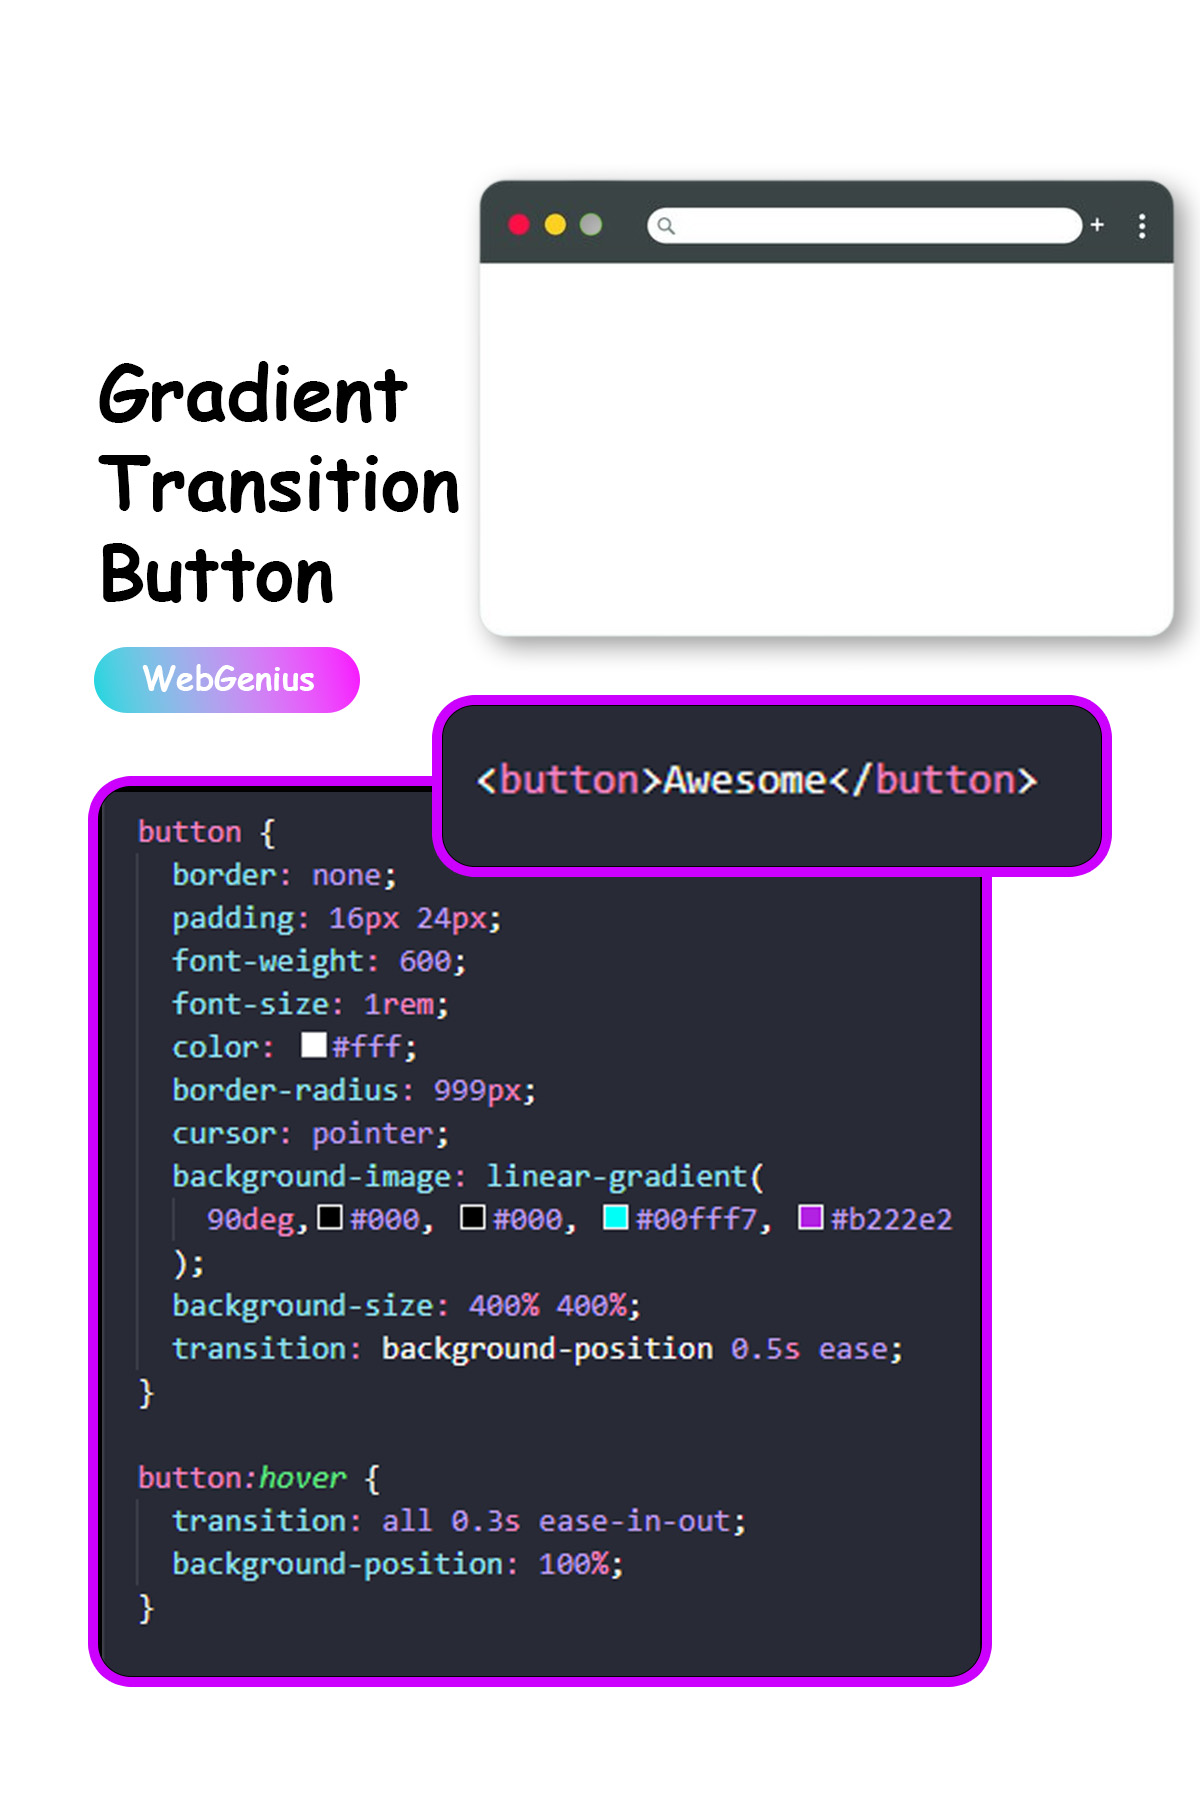 Gradient
Transition
Button
WebGenius
<button>Awesome</button>
button {
  border: none;
  padding: 16px 24px;
  font-weight: 600;
  font-size: 1rem;
  color: #fff;
  border-radius: 999px;
  cursor: pointer;
  background-image: linear-gradient(
    90deg, #000, #000, #00fff7, #b222e2
  );
  background-size: 400% 400%;
  transition: background-position 0.5s ease;
}
button:hover {
  transition: all 0.3s ease-in-out;
  background-position: 100%;
}